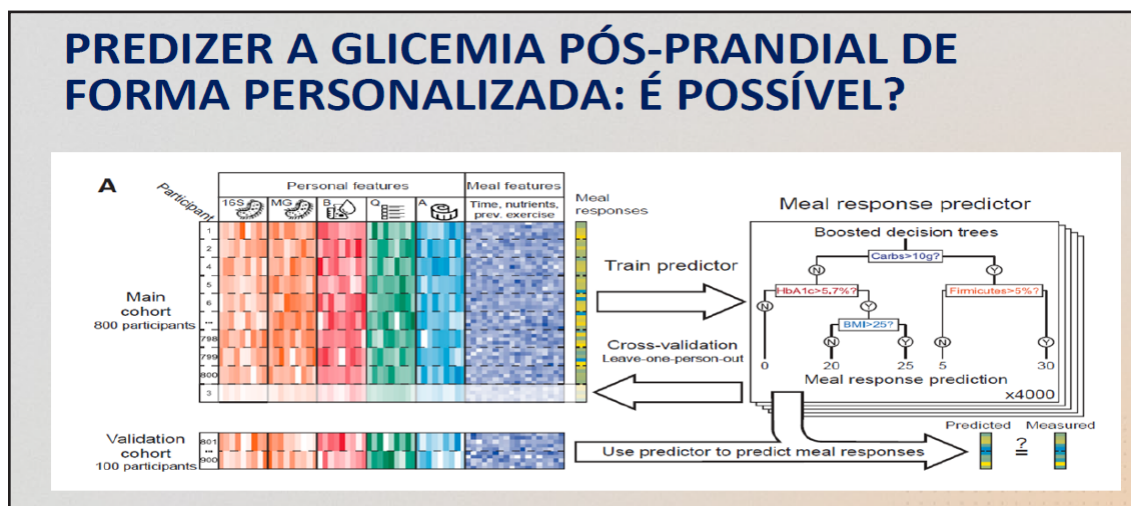 PREDIZER A GLICEMIA PÓS-PRANDIAL DE
FORMA PERSONALIZADA: É POSSÍVEL?
A
Participant
Personal features
Meal features
16S
MG
B
Q
A
Time, nutrients,
prev. exercise
Meal
responses
1
2
4
5
6
...
798
799
800
3
Main
cohort
800 participants
Train predictor
Cross-validation
Leave-one-person-out
Meal response predictor
Boosted decision trees
Carbs>10g?
N
Y
HbA1c>5.7%?
Firmicutes>5%?
N
Y
BMI>25?
N
Y
N
Y
0
20
25
5
30
Meal response prediction
x4000
Validation
cohort
100 participants
801
...
900
Use predictor to predict meal responses
Predicted
Measured
?
=